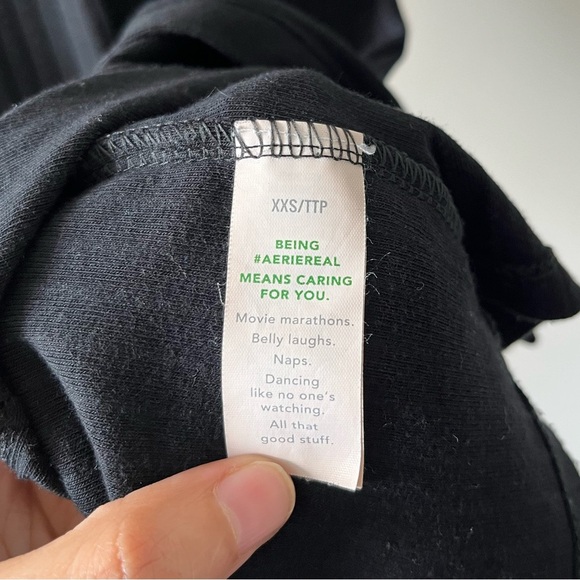 XXS/TTP
BEING
#AERIEREAL
MEANS CARING
FOR YOU.
Movie marathons.
Belly laughs.
Naps.
Dancing
like no one's
watching.
All that
good stuff.